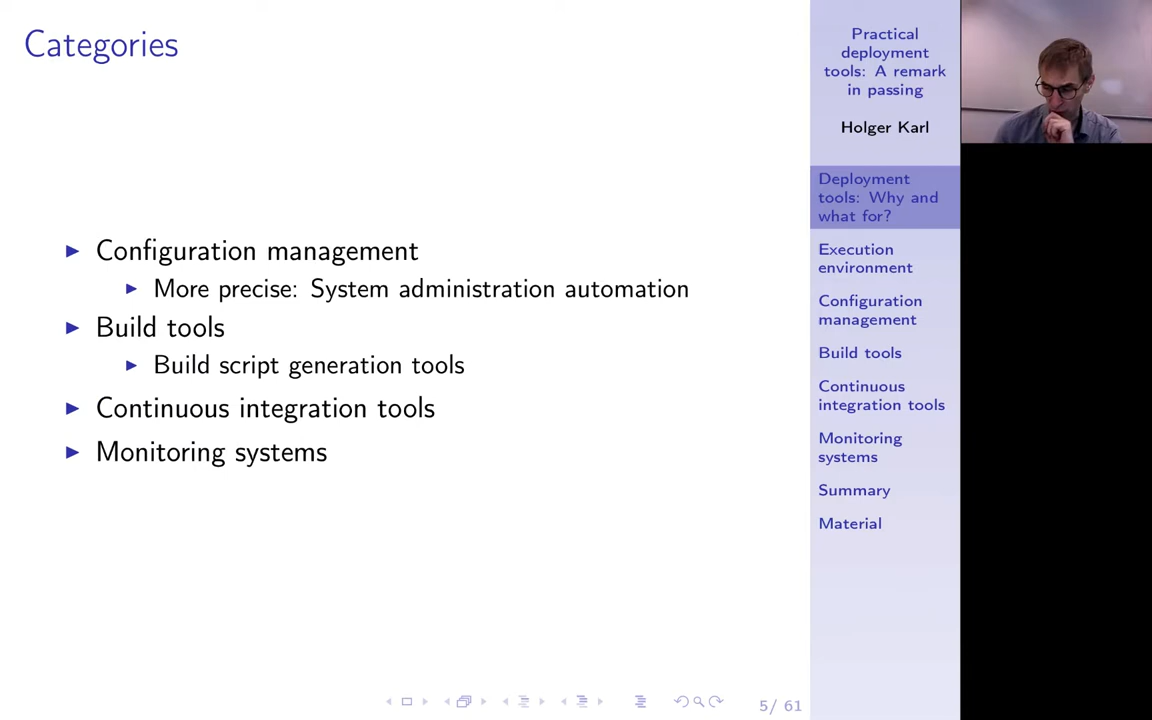 Categories
Configuration management
More precise: System administration automation
Build tools
Build script generation tools
Continuous integration tools
Monitoring systems
5/ 61
Practical
deployment
tools: A remark
in passing
Holger Karl
Deployment
tools: Why and
what for?
Execution
environment
Configuration
management
Build tools
Continuous
integration tools
Monitoring
systems
Summary
Material